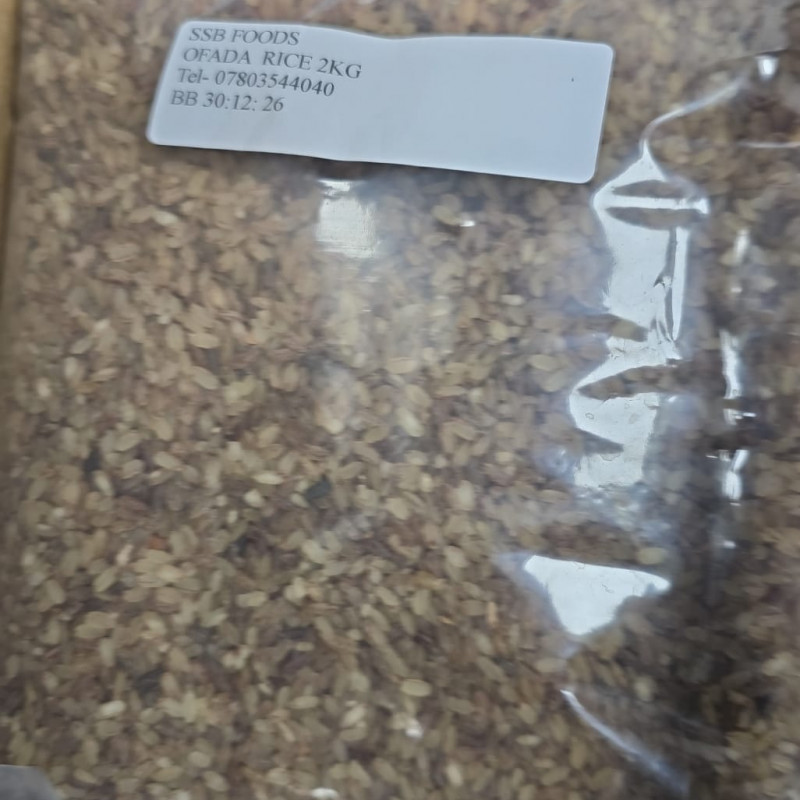 SSB FOODS
OFADA RICE 2KG
Tel- 07803544040
BB 30:12: 26